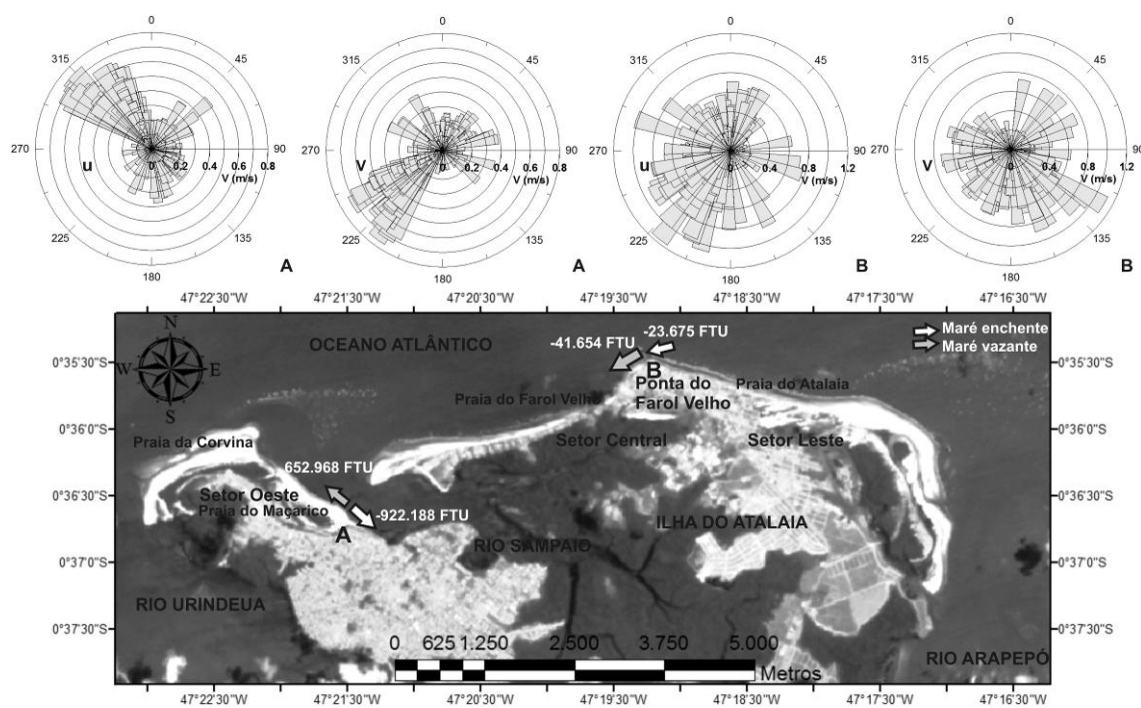 0
0
0
0
315
45
315
45
315
45
315
45
270
u
0
0.2
0.4
0.6
0.8
90
V (m/s)
270
v
0
0.2
0.4
0.6
0.8
90
V (m/s)
270
u
0
0.4
0.8
1.2
90
V (m/s)
270
v
0
0.4
0.8
1.2
90
V (m/s)
225
135
225
135
225
135
225
135
180
A
180
A
180
B
180
B
47°22'30"W
47°21'30"W
47°20'30"W
47°19'30"W
47°18'30"W
47°17'30"W
47°16'30"W
N
W
E
S
OCEANO ATLÂNTICO
-23.675 FTU
-41.654 FTU
Maré enchente
Maré vazante
0°35'30"S
0°35'30"S
B
Ponta do
Farol Velho
Praia do Farol Velho
Praia do Atalaia
0°36'0"S
0°36'0"S
Praia da Corvina
Setor Central
Setor Leste
652.968 FTU
Setor Oeste
Praia do Maçarico
0°36'30"S
0°36'30"S
-922.188 FTU
A
ILHA DO ATALAIA
RIO SAMPAIO
0°37'0"S
0°37'0"S
RIO URINDEUA
0°37'30"S
0°37'30"S
0 625 1.250 2.500 3.750 5.000
Metros
RIO ARAPEPÓ
47°22'30"W
47°21'30"W
47°20'30"W
47°19'30"W
47°18'30"W
47°17'30"W
47°16'30"W